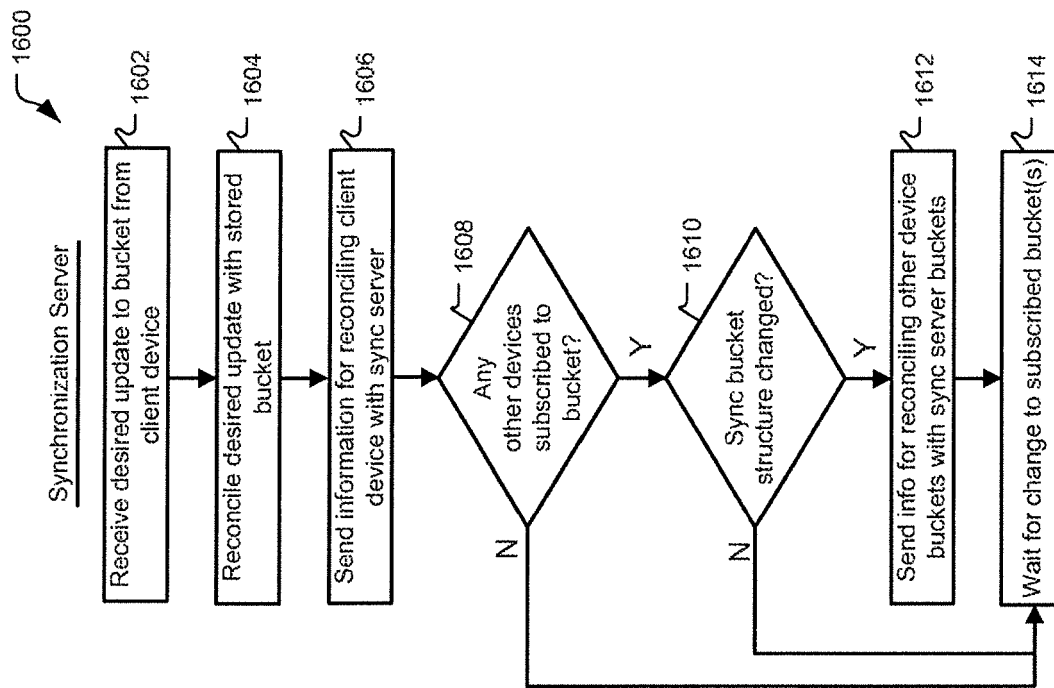 1600
Synchronization Server
Receive desired update to bucket from
client device
1602
Reconcile desired update with stored
bucket
1604
Send information for reconciling client
device with sync server
1606
Any
other devices
subscribed to
bucket?
1608
N
Y
Sync bucket
structure changed?
1610
N
Y
Send info for reconciling other device
buckets with sync server buckets
1612
Wait for change to subscribed bucket(s)
1614